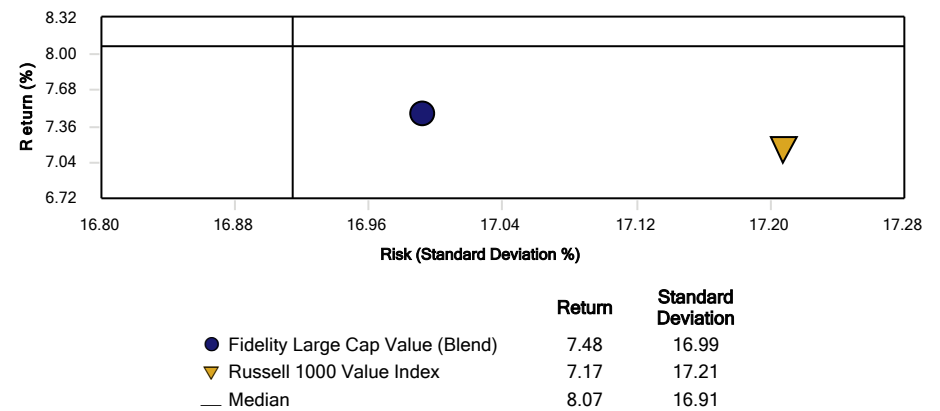 8.32
8.00
7.68
7.36
7.04
6.72
Return (%)
16.80 16.88 16.96 17.04 17.12 17.20 17.28
Risk (Standard Deviation %)
Return Standard Deviation
Fidelity Large Cap Value (Blend) 7.48 16.99
Russell 1000 Value Index 7.17 17.21
Median 8.07 16.91